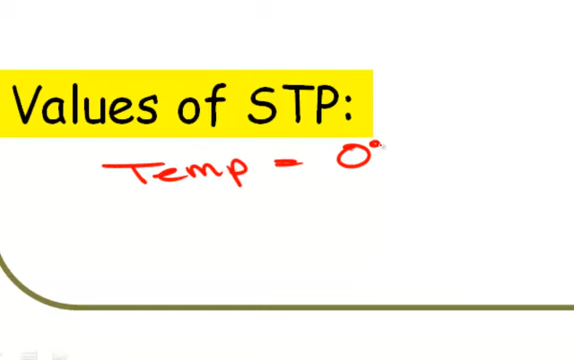 Values of STP:
Temp = 0°